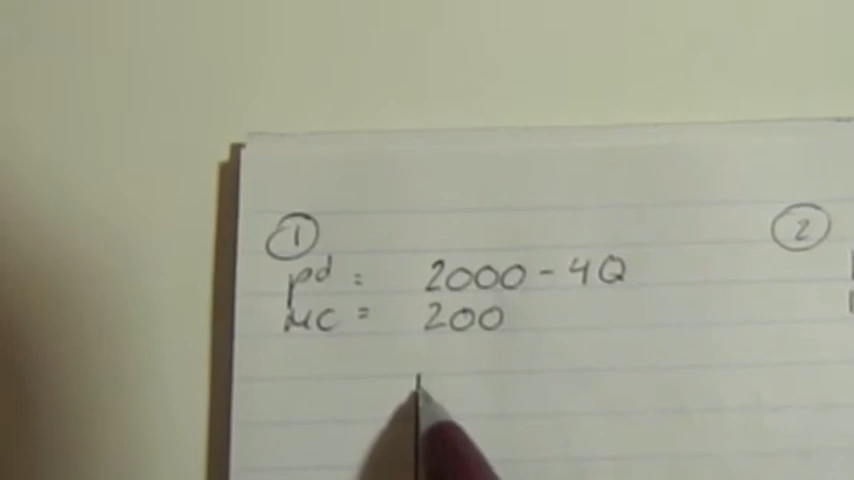 ①
pd = 2000 - 4Q
MC = 200
②